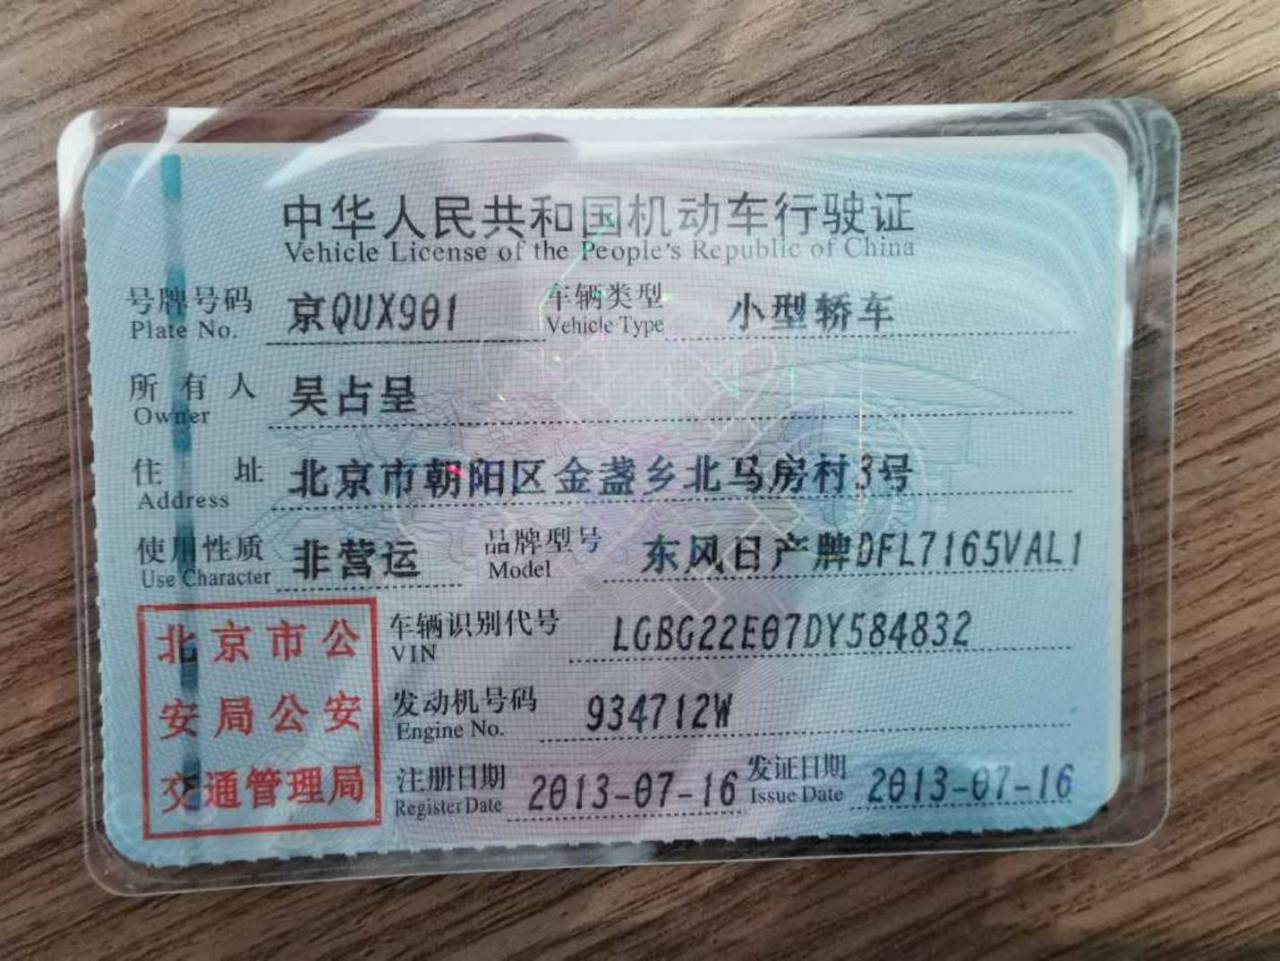 中华人民共和国机动车行驶证
Vehicle License of the People's Republic of China
号牌号码 京QUX901 车辆类型 小型轿车
Plate No. Vehicle Type
所有人 吴占呈
Owner
住址 北京市朝阳区金盏乡北马房村3号
Address
使用性质 非营运 品牌型号 东风日产牌DFL7165VAL1
Use Character Model
北京市公 车辆识别代号 LGBG22E07DY584832
VIN
安局公安 发动机号码 934712W
Engine No.
交通管理局 注册日期 2013-07-16 发证日期 2013-07-16
Register Date Issue Date